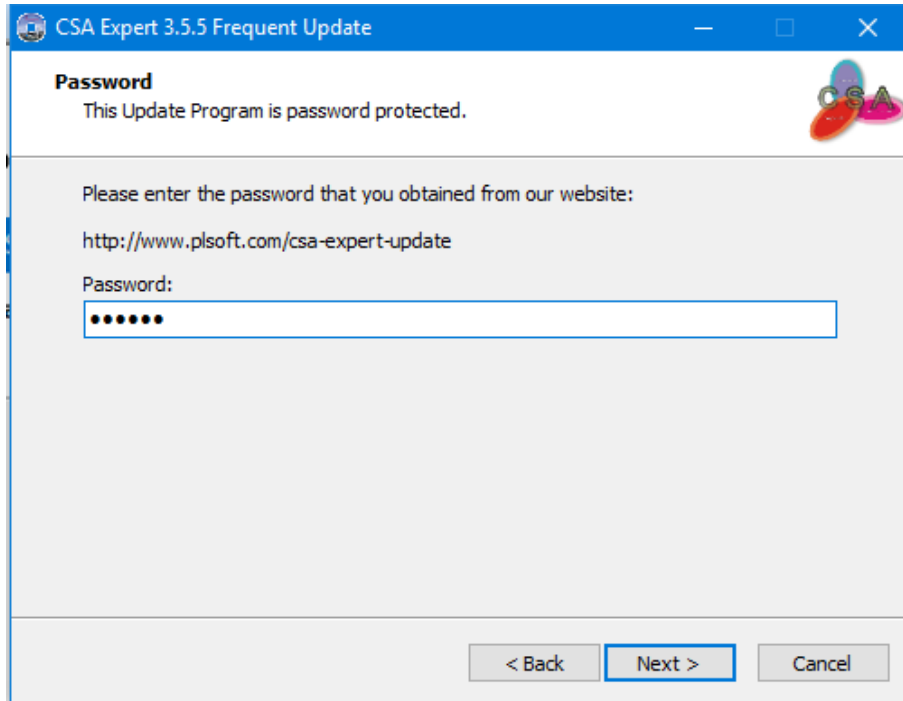 CSA Expert 3.5.5 Frequent Update
Password
This Update Program is password protected.
CSA
Please enter the password that you obtained from our website:
http://www.plsoft.com/csa-expert-update
Password:
••••••
< Back
Next >
Cancel